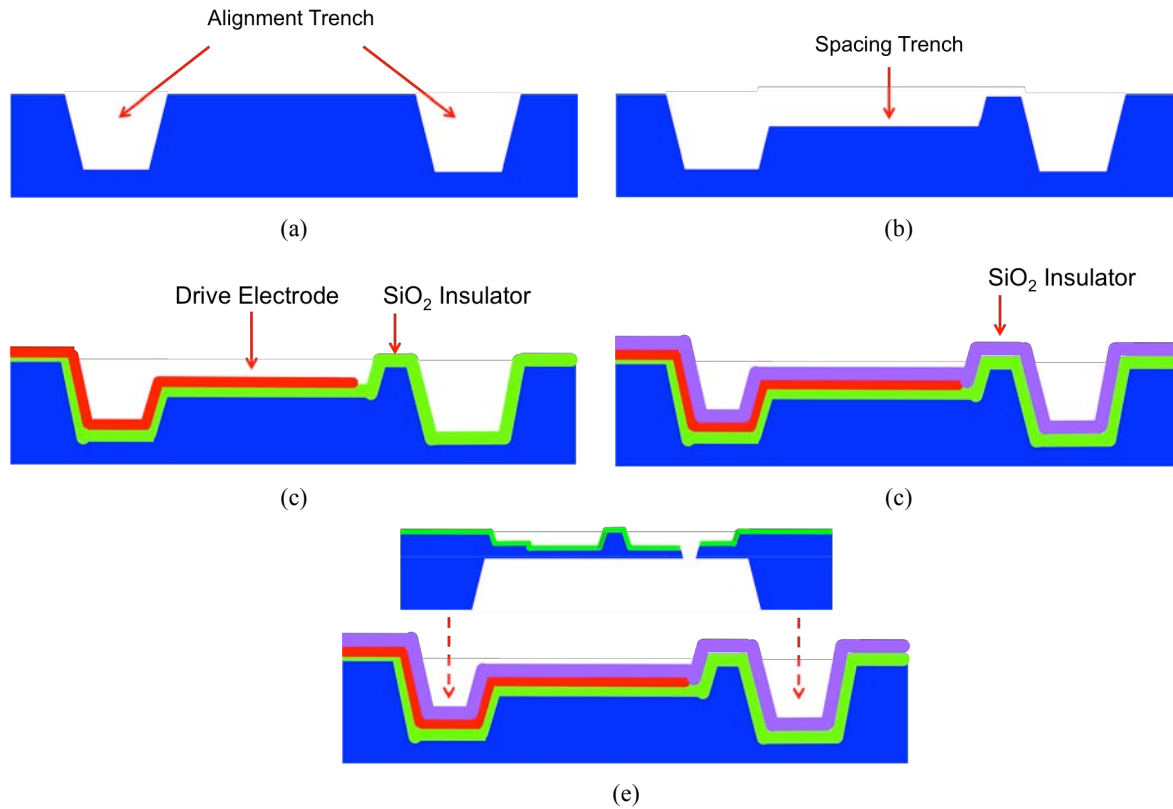 Alignment Trench
Spacing Trench
(a)
(b)
Drive Electrode
SiO₂ Insulator
SiO₂ Insulator
(c)
(c)
(e)